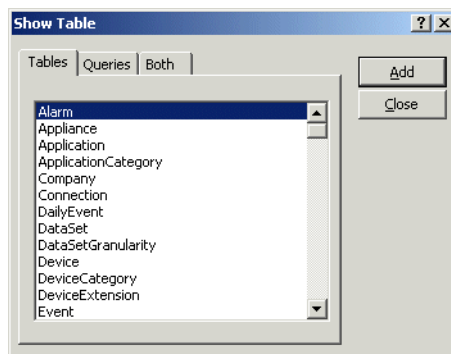 Show Table
Tables Queries Both
Add
Close
Alarm
Appliance
Application
ApplicationCategory
Company
Connection
DailyEvent
DataSet
DataSetGranularity
Device
DeviceCategory
DeviceExtension
Event